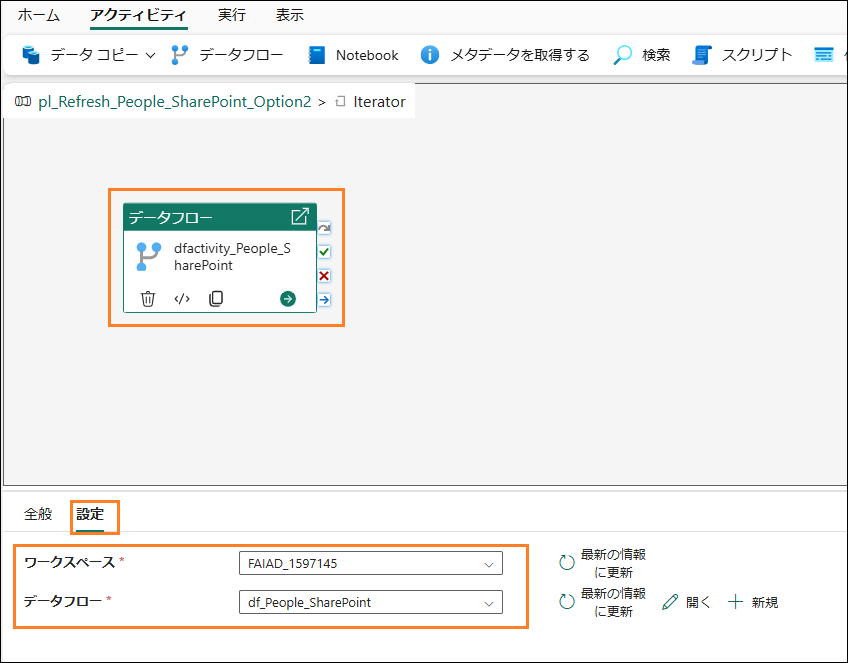 ホーム アクティビティ 実行 表示
データ コピー データフロー Notebook メタデータを取得する 検索 スクリプト
pl_Refresh_People_SharePoint_Option2 > Iterator
データフロー
dfactivity_People_S
harePoint
全般 設定
ワークスペース * FAIAD_1597145 最新の情報
に更新
データフロー * df_People_SharePoint 最新の情報
に更新 開く 新規